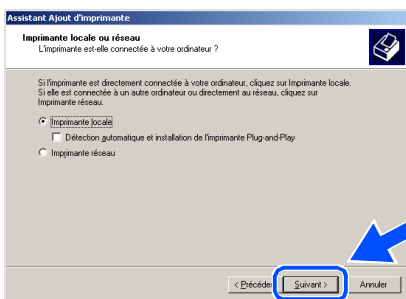 Assistant Ajout d'imprimante
Imprimante locale ou réseau
L'imprimante est-elle connectée à votre ordinateur ?
Si l'imprimante est directement connectée à votre ordinateur, cliquez sur Imprimante locale.
Si elle est connectée à un autre ordinateur ou directement au réseau, cliquez sur
Imprimante réseau.
Imprimante locale
Détection automatique et installation de l'imprimante Plug-and-Play
Imprimante réseau
< Précéde Suivant > Annuler